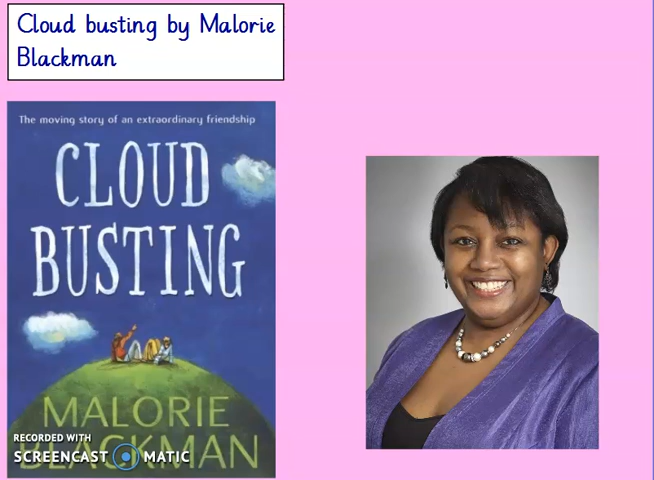 Cloud busting by Malorie
Blackman
The moving story of an extraordinary friendship
CLOUD
BUSTING
MALORIE
BLACKMAN
RECORDED WITH
SCREENCAST MATIC